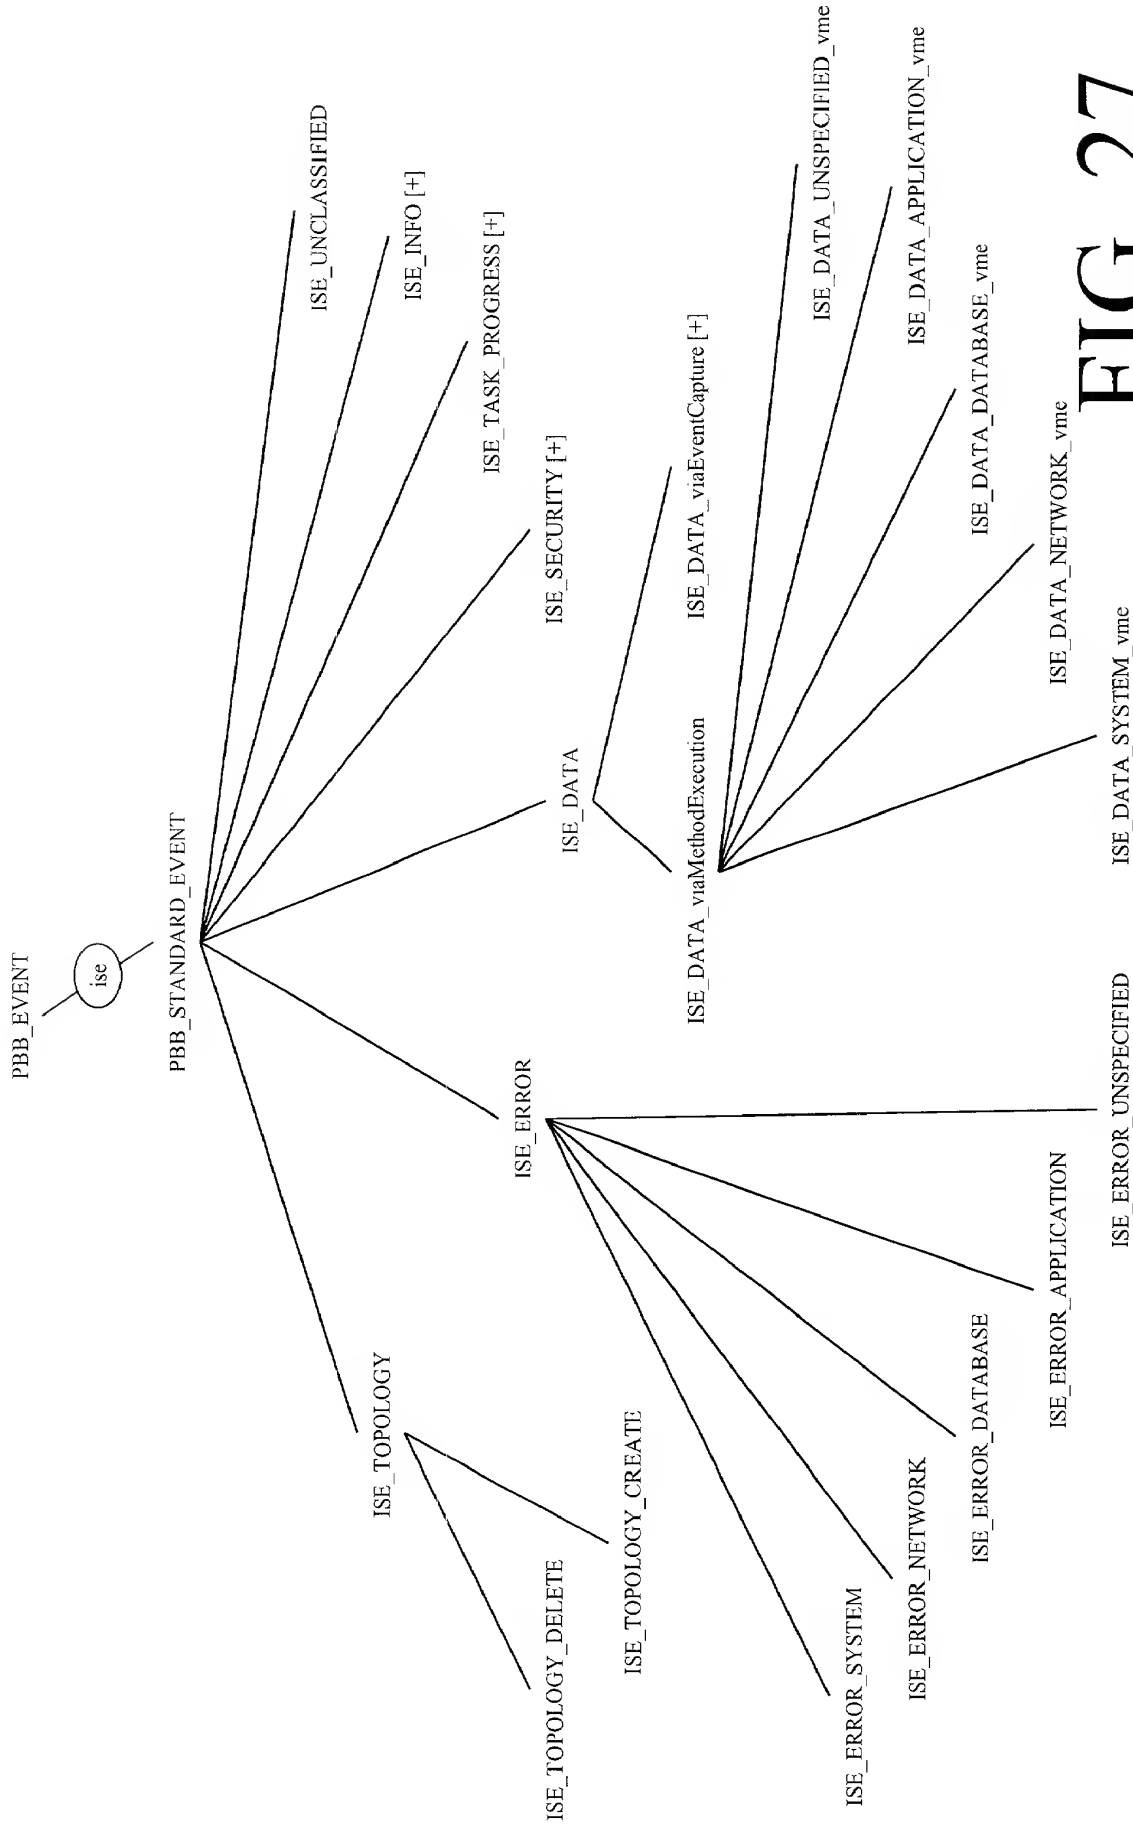 PBB_EVENT
ise
PBB_STANDARD_EVENT
ISE_TOPOLOGY
ISE_TOPOLOGY_DELETE
ISE_TOPOLOGY_CREATE
ISE_ERROR
ISE_ERROR_SYSTEM
ISE_ERROR_NETWORK
ISE_ERROR_DATABASE
ISE_ERROR_APPLICATION
ISE_ERROR_UNSPECIFIED
ISE_DATA
ISE_DATA_viaMethodExecution
ISE_DATA_viaEventCapture [+]
ISE_DATA_SYSTEM_vme
ISE_DATA_NETWORK_vme
ISE_DATA_DATABASE_vme
ISE_DATA_APPLICATION_vme
ISE_DATA_UNSPECIFIED_vme
ISE_SECURITY [+]
ISE_TASK_PROGRESS [+]
ISE_INFO [+]
ISE_UNCLASSIFIED
FIG 27